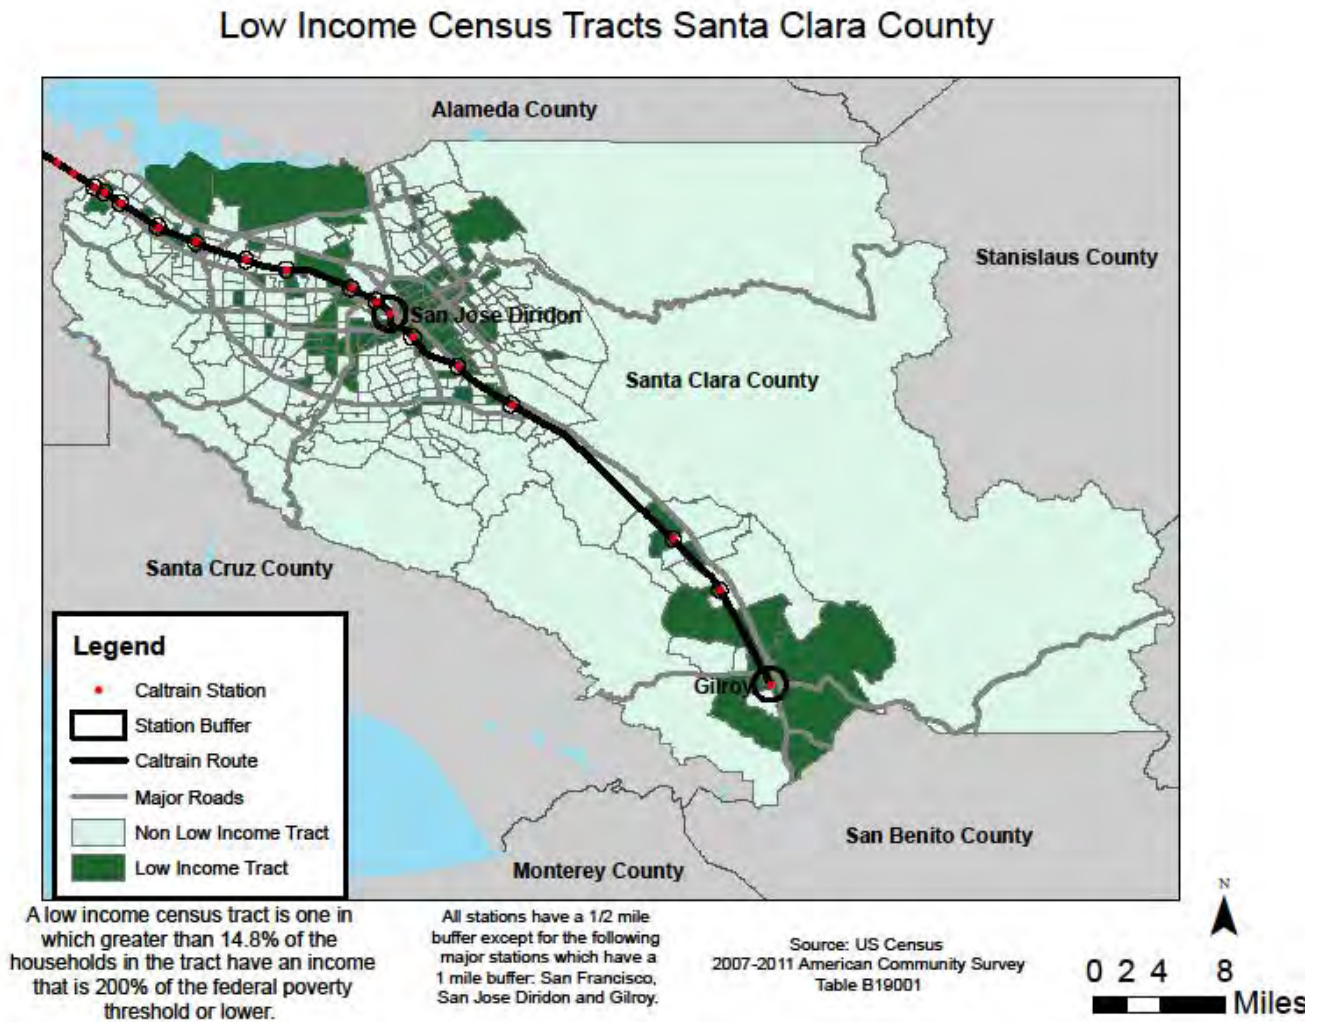 Low Income Census Tracts Santa Clara County
Alameda County
Stanislaus County
San Jose Diridon
Santa Clara County
Santa Cruz County
Gilroy
San Benito County
Monterey County
Legend
Caltrain Station
Station Buffer
Caltrain Route
Major Roads
Non Low Income Tract
Low Income Tract
A low income census tract is one in
which greater than 14.8% of the
households in the tract have an income
that is 200% of the federal poverty
threshold or lower.
All stations have a 1/2 mile
buffer except for the following
major stations which have a
1 mile buffer: San Francisco,
San Jose Diridon and Gilroy.
Source: US Census
2007-2011 American Community Survey
Table B19001
N
0 2 4 8
Miles